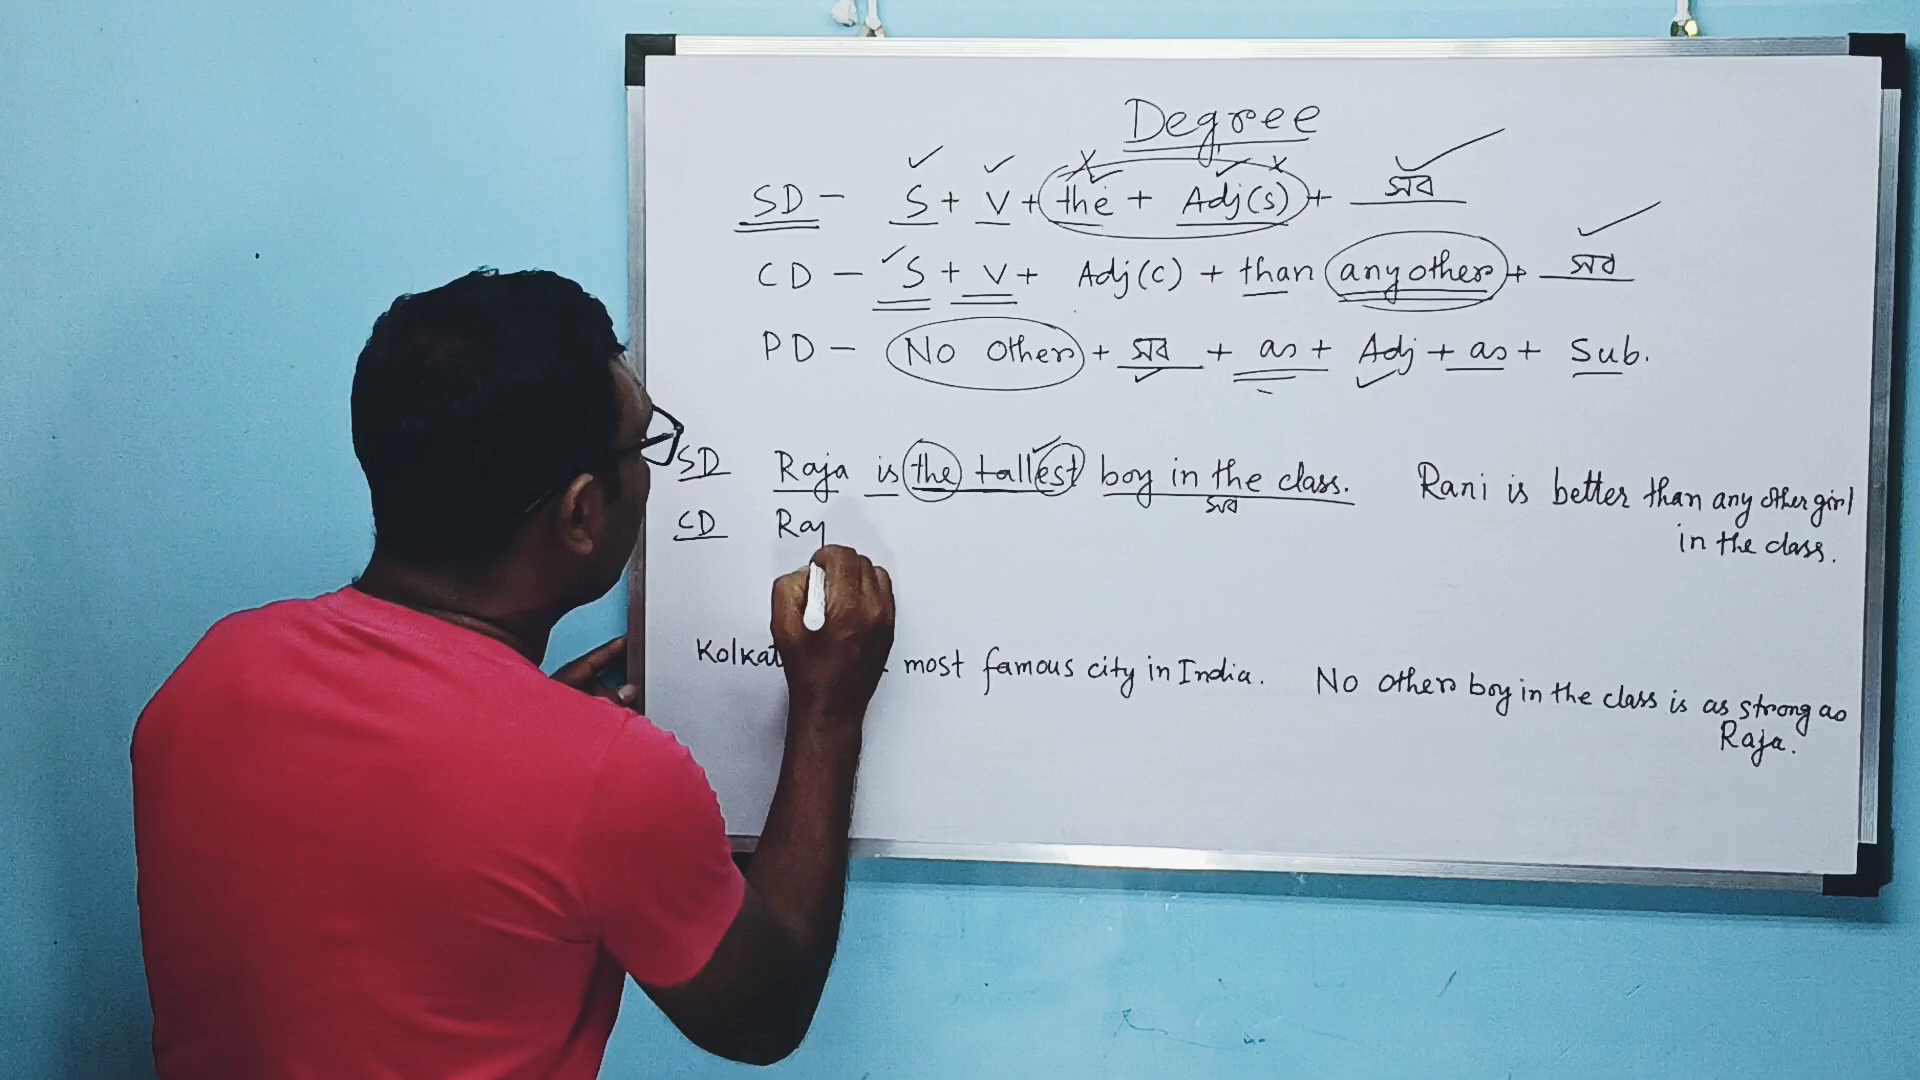 Degree
SD - S + V + the + Adj(s) + সব
CD - S + V + Adj(c) + than any other + সব
PD - No other + সব + as + Adj + as + Sub.
SD Raja is the tallest boy in the class.
সব
CD Raj
Rani is better than any other girl
in the class.
Kolkat most famous city in India.
No other boy in the class is as strong as
Raja.